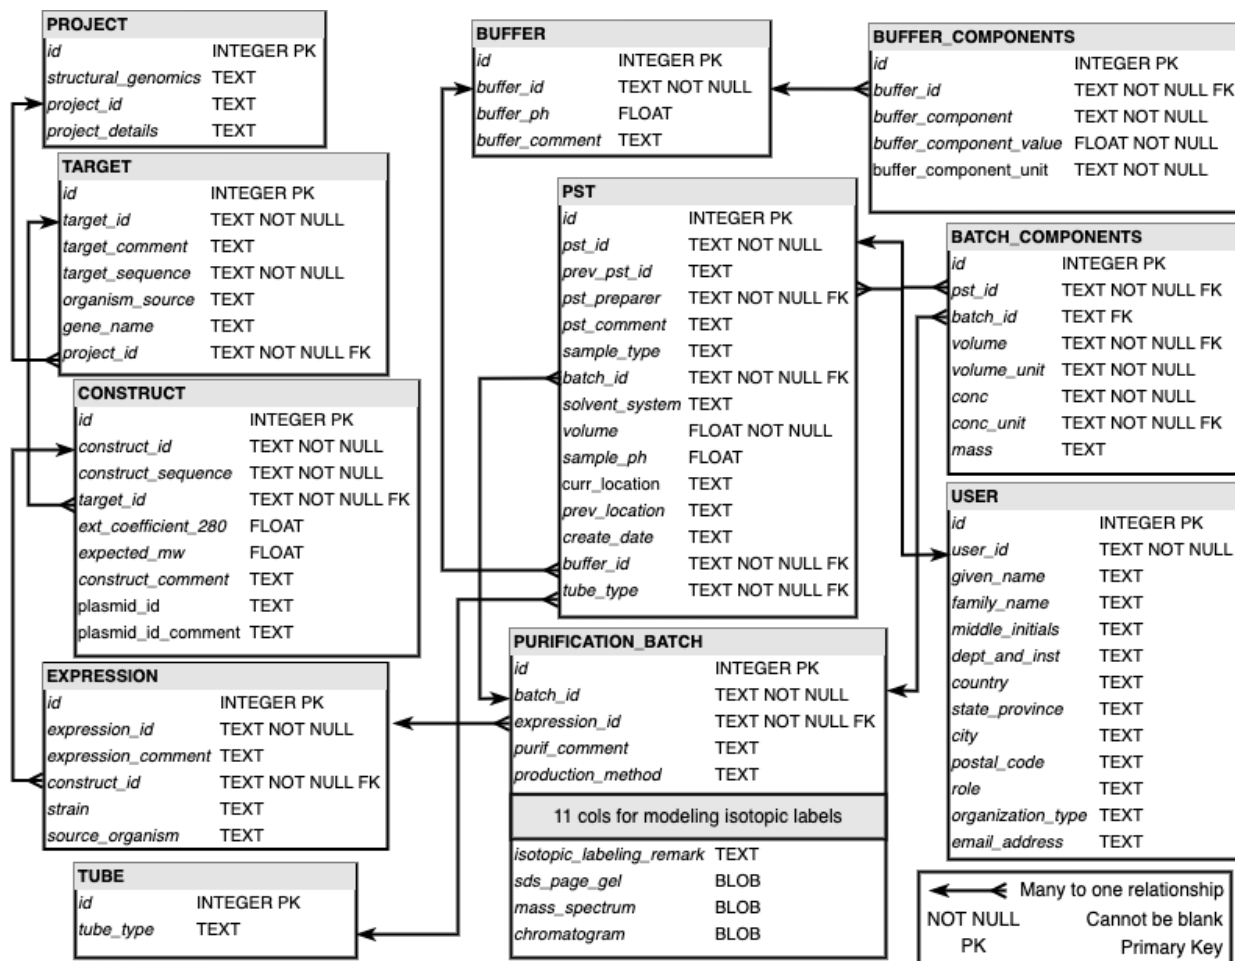 PROJECT
id INTEGER PK
structural_genomics TEXT
project_id TEXT
project_details TEXT
TARGET
id INTEGER PK
target_id TEXT NOT NULL
target_comment TEXT
target_sequence TEXT NOT NULL
organism_source TEXT
gene_name TEXT
project_id TEXT NOT NULL FK
CONSTRUCT
id INTEGER PK
construct_id TEXT NOT NULL
construct_sequence TEXT NOT NULL
target_id TEXT NOT NULL FK
ext_coefficient_280 FLOAT
expected_mw FLOAT
construct_comment TEXT
plasmid_id TEXT
plasmid_id_comment TEXT
EXPRESSION
id INTEGER PK
expression_id TEXT NOT NULL
expression_comment TEXT
construct_id TEXT NOT NULL FK
strain TEXT
source_organism TEXT
TUBE
id INTEGER PK
tube_type TEXT
BUFFER
id INTEGER PK
buffer_id TEXT NOT NULL
buffer_ph FLOAT
buffer_comment TEXT
PST
id INTEGER PK
pst_id TEXT NOT NULL
prev_pst_id TEXT
pst_preparer TEXT NOT NULL FK
pst_comment TEXT
sample_type TEXT
batch_id TEXT NOT NULL FK
solvent_system TEXT
volume FLOAT NOT NULL
sample_ph FLOAT
curr_location TEXT
prev_location TEXT
create_date TEXT
buffer_id TEXT NOT NULL FK
tube_type TEXT NOT NULL FK
PURIFICATION_BATCH
id INTEGER PK
batch_id TEXT NOT NULL
expression_id TEXT NOT NULL FK
purif_comment TEXT
production_method TEXT
11 cols for modeling isotopic labels
isotopic_labeling_remark TEXT
sds_page_gel BLOB
mass_spectrum BLOB
chromatogram BLOB
BUFFER_COMPONENTS
id INTEGER PK
buffer_id TEXT NOT NULL FK
buffer_component TEXT NOT NULL
buffer_component_value FLOAT NOT NULL
buffer_component_unit TEXT NOT NULL
BATCH_COMPONENTS
id INTEGER PK
pst_id TEXT NOT NULL FK
batch_id TEXT FK
volume TEXT NOT NULL FK
volume_unit TEXT NOT NULL
conc TEXT NOT NULL
conc_unit TEXT NOT NULL FK
mass TEXT
USER
id INTEGER PK
user_id TEXT NOT NULL
given_name TEXT
family_name TEXT
middle_initials TEXT
dept_and_inst TEXT
country TEXT
state_province TEXT
city TEXT
postal_code TEXT
role TEXT
organization_type TEXT
email_address TEXT
Many to one relationship
NOT NULL Cannot be blank
PK Primary Key